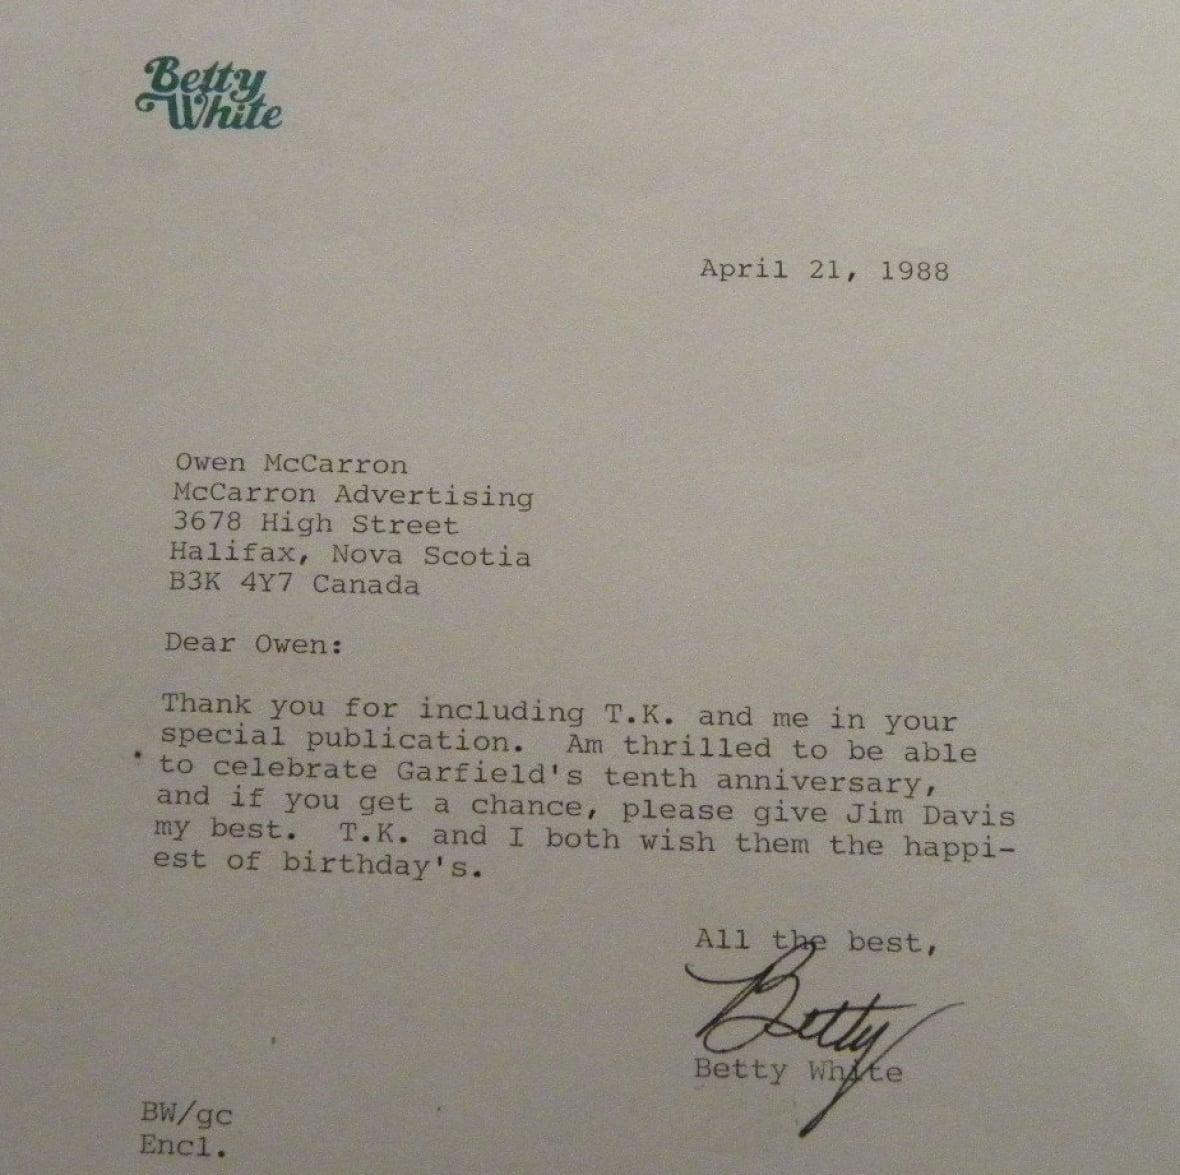 Betty
White
April 21, 1988
Owen McCarron
McCarron Advertising
3678 High Street
Halifax, Nova Scotia
B3K 4Y7 Canada
Dear Owen:
Thank you for including T.K. and me in your
special publication.  Am thrilled to be able
to celebrate Garfield's tenth anniversary,
and if you get a chance, please give Jim Davis
my best.  T.K. and I both wish them the happi-
est of birthday's.
All the best,
Betty
Betty White
BW/gc
Encl.